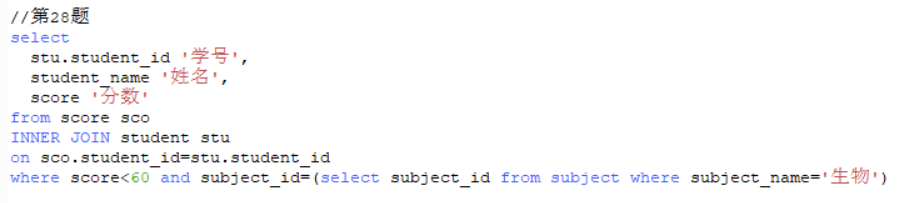 //第28题
select
stu.student_id '学号',
student_name '姓名',
score '分数'
from score sco
INNER JOIN student stu
on sco.student_id=stu.student_id
where score<60 and subject_id=(select subject_id from subject where subject_name='生物')